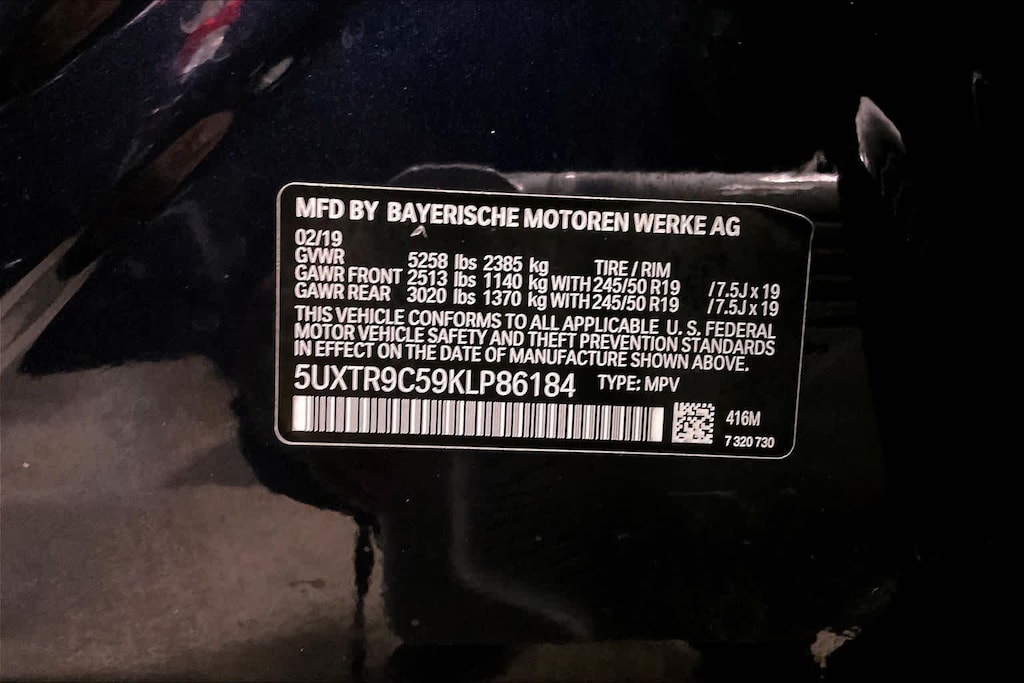 MFD BY BAYERISCHE MOTOREN WERKE AG
02/19
GVWR 5258 lbs 2385 kg TIRE / RIM
GAWR FRONT 2513 lbs 1140 kg WITH 245/50 R19 / 7.5J x 19
GAWR REAR 3020 lbs 1370 kg WITH 245/50 R19 / 7.5J x 19
THIS VEHICLE CONFORMS TO ALL APPLICABLE U. S. FEDERAL
MOTOR VEHICLE SAFETY AND THEFT PREVENTION STANDARDS
IN EFFECT ON THE DATE OF MANUFACTURE SHOWN ABOVE.
5UXTR9C59KLP86184 TYPE: MPV
416M
7 320 730